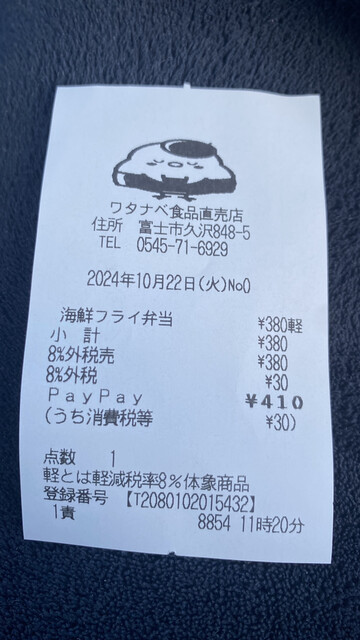 ワタナベ食品直売店
住所 富士市久沢848-5
TEL 0545-71-6929
2024年10月22日(火)No0
海鮮フライ弁当 ¥380軽
小 計 ¥380
8%外税売 ¥380
8%外税 ¥30
PayPay ¥410
(うち消費税等 ¥30)
点数 1
軽とは軽減税率8%体象商品
登録番号 【T2080102015432】
1責 8854 11時20分